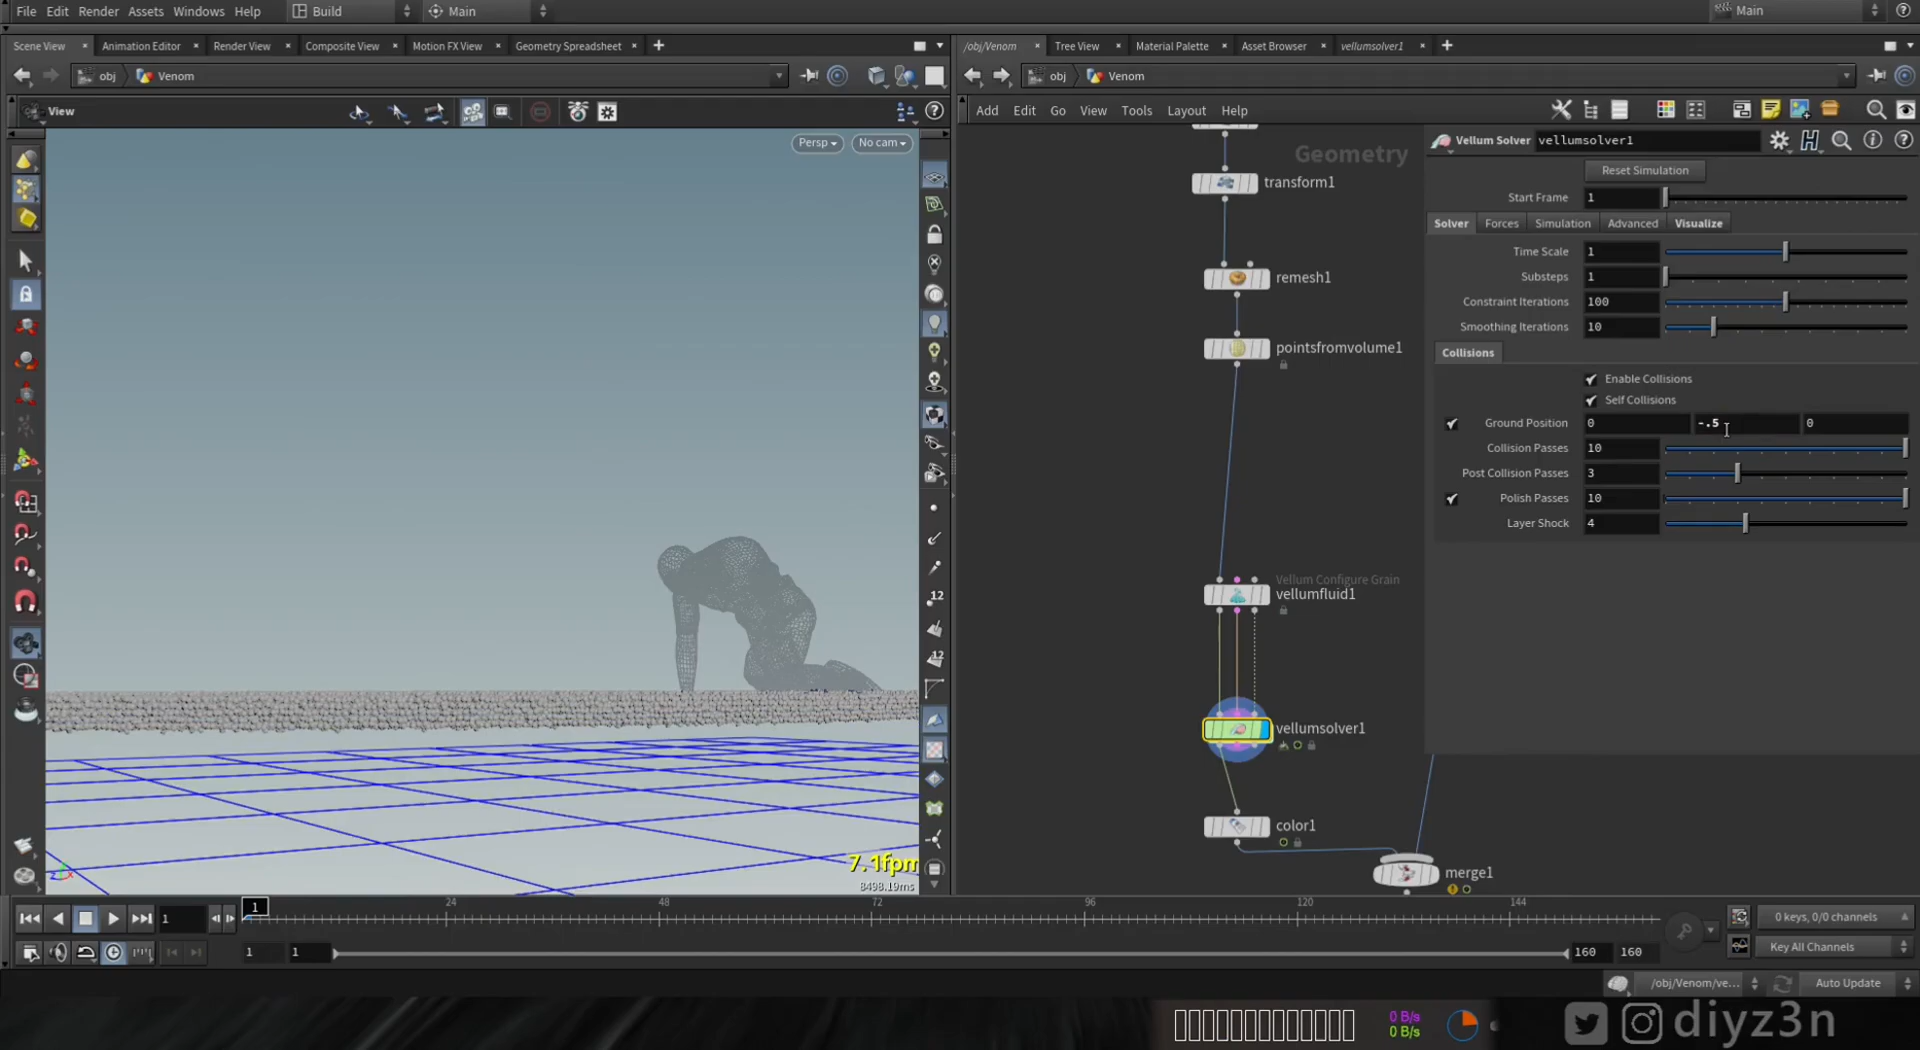 File Edit Render Assets Windows Help Build Main Main
Scene View Animation Editor Render View Composite View Motion FX View Geometry Spreadsheet
/obj/Venom Tree View Material Palette Asset Browser vellumsolver1
obj Venom
obj Venom
View
Add Edit Go View Tools Layout Help
Persp No cam
Geometry
Vellum Solver vellumsolver1
Reset Simulation
Start Frame 1
Solver Forces Simulation Advanced Visualize
Time Scale 1
Substeps 1
Constraint Iterations 100
Smoothing Iterations 10
Collisions
Enable Collisions
Self Collisions
Ground Position 0 -.5 0
Collision Passes 10
Post Collision Passes 3
Polish Passes 10
Layer Shock 4
transform1
remesh1
pointsfromvolume1
Vellum Configure Grain
vellumfluid1
vellumsolver1
color1
merge1
12
12
7.1fpm
8498.19ms
1 1 24 48 72 96 120 144
0 keys, 0/0 channels
1 1 160 160 Key All Channels
/obj/Venom/ve... Auto Update
0 B/s
0 B/s
diyz3n